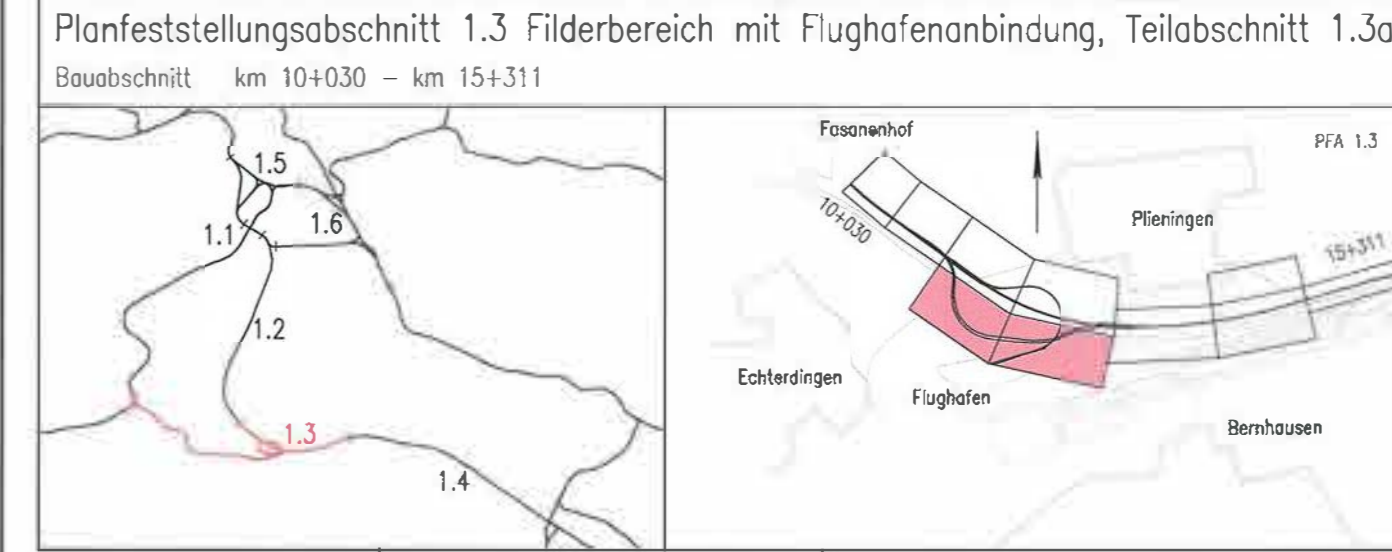 Planfeststellungsabschnitt 1.3 Filderbereich mit Flughafenanbindung, Teilabschnitt 1.3a
Bauabschnitt km 10+030 – km 15+311
1.5
1.1
1.6
1.2
1.3
1.4
Fasanenhof
PFA 1.3
10+030
Plieningen
15+311
Echterdingen
Flughafen
Bernhausen